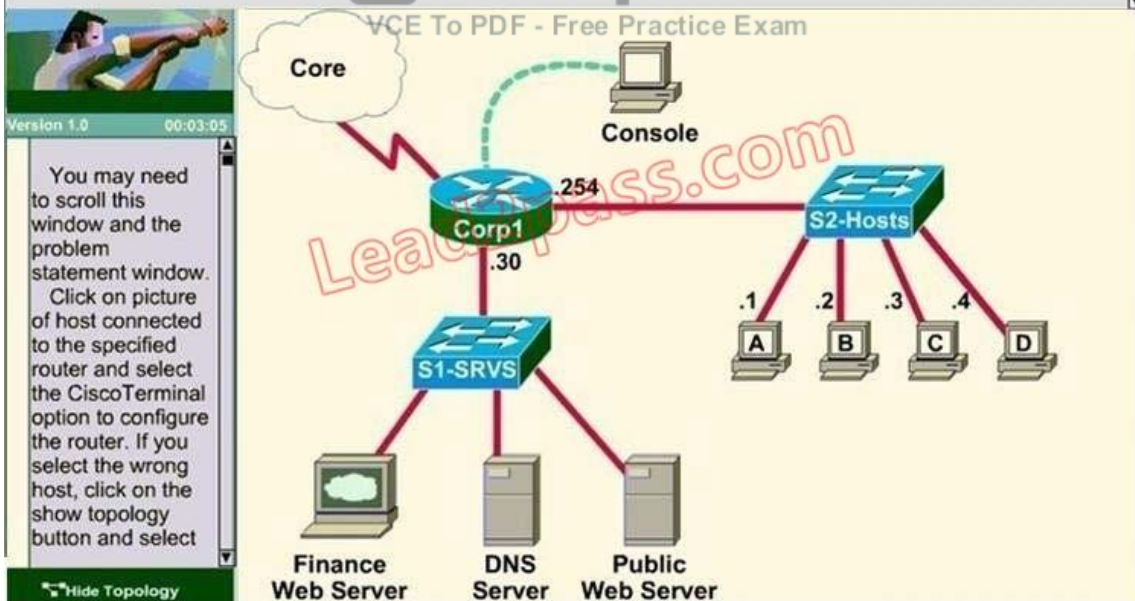 VCE To PDF - Free Practice Exam
Version 1.0 00:03:05
You may need
to scroll this
window and the
problem
statement window.
Click on picture
of host connected
to the specified
router and select
the CiscoTerminal
option to configure
the router. If you
select the wrong
host, click on the
show topology
button and select
Hide Topology
Core
Console
.254
Corp1
S2-Hosts
.30
.1
.2
.3
.4
A
B
C
D
S1-SRVS
Finance
Web Server
DNS
Server
Public
Web Server
Lead2pass.com